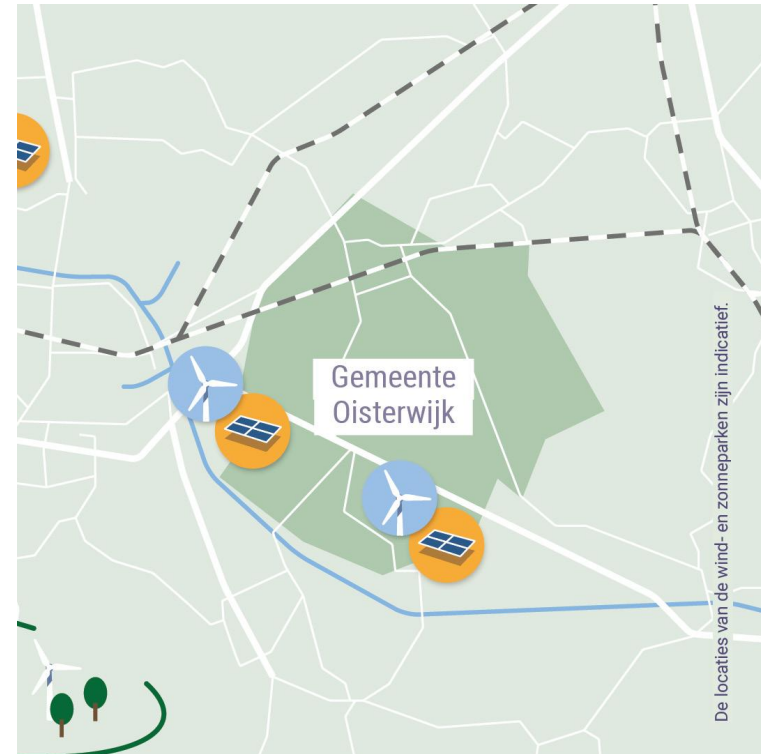 Gemeente
Oisterwijk
De locaties van de wind- en zonneparken zijn indicatief.